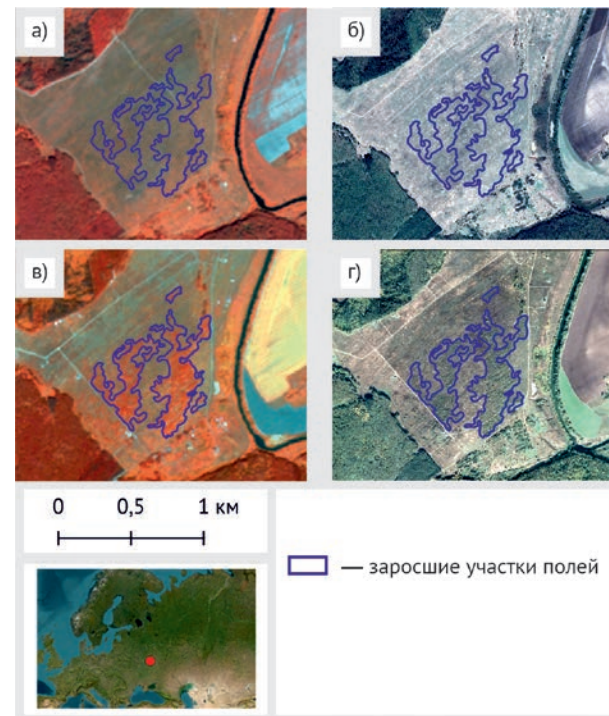 а)
б)
в)
г)
0 0,5 1 км
— заросшие участки полей